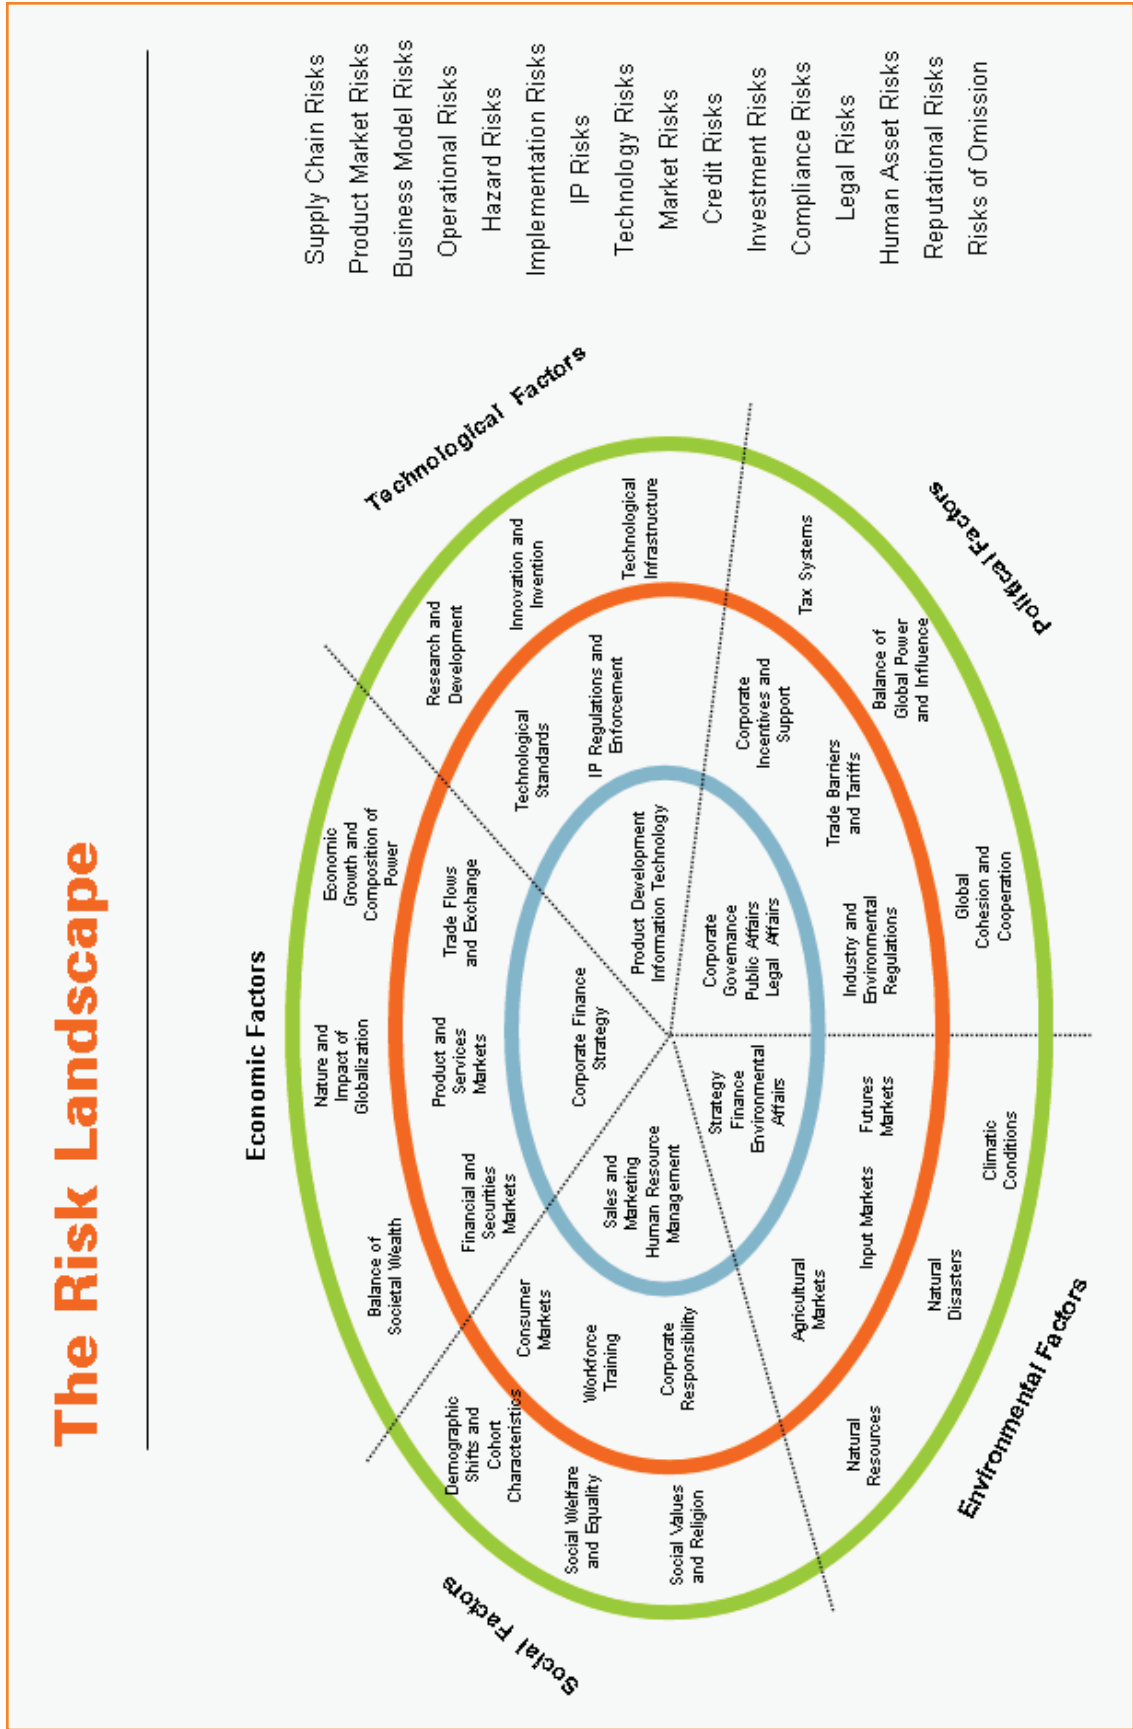 The Risk Landscape
Economic Factors
Technological Factors
Political Factors
Environmental Factors
Social Factors
Balance of
Societal Wealth
Nature and
Impact of
Globalization
Economic
Growth and
Composition of
Power
Financial and
Securities
Markets
Product and
Services
Markets
Trade Flows
and Exchange
Corporate Finance
Strategy
Research and
Development
Innovation and
Invention
Technological
Infrastructure
Technological
Standards
IP Regulations and
Enforcement
Product Development
Information Technology
Tax Systems
Balance of
Global Power
and Influence
Global
Cohesion and
Cooperation
Corporate
Incentives and
Support
Trade Barriers
and Tariffs
Industry and
Environmental
Regulations
Corporate
Governance
Public Affairs
Legal Affairs
Strategy
Finance
Environmental
Affairs
Futures
Markets
Input Markets
Agricultural
Markets
Climatic
Conditions
Natural
Disasters
Natural
Resources
Sales and
Marketing
Human Resource
Management
Consumer
Markets
Workforce
Training
Corporate
Responsibility
Demographic
Shifts and
Cohort
Characteristics
Social Welfare
and Equality
Social Values
and Religion
Supply Chain Risks
Product Market Risks
Business Model Risks
Operational Risks
Hazard Risks
Implementation Risks
IP Risks
Technology Risks
Market Risks
Credit Risks
Investment Risks
Compliance Risks
Legal Risks
Human Asset Risks
Reputational Risks
Risks of Omission